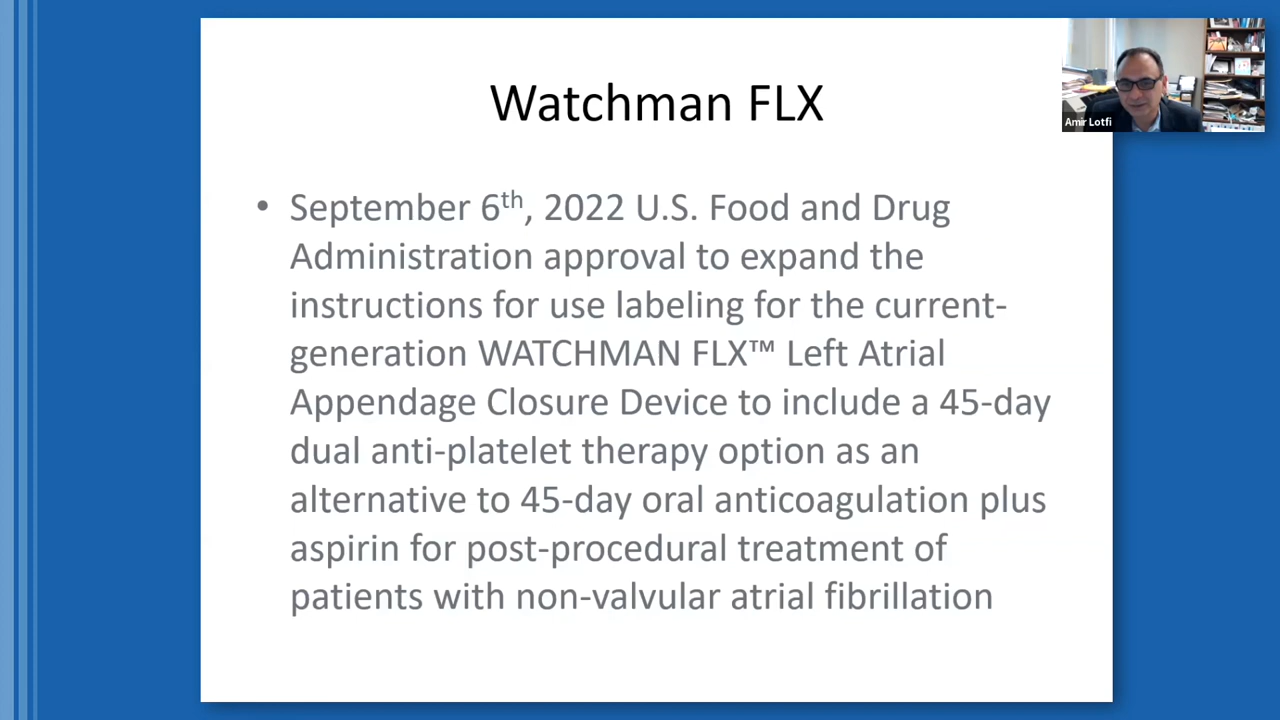 Watchman FLX
Amir Lotfi
• September 6th, 2022 U.S. Food and Drug
Administration approval to expand the
instructions for use labeling for the current-
generation WATCHMAN FLX™ Left Atrial
Appendage Closure Device to include a 45-day
dual anti-platelet therapy option as an
alternative to 45-day oral anticoagulation plus
aspirin for post-procedural treatment of
patients with non-valvular atrial fibrillation